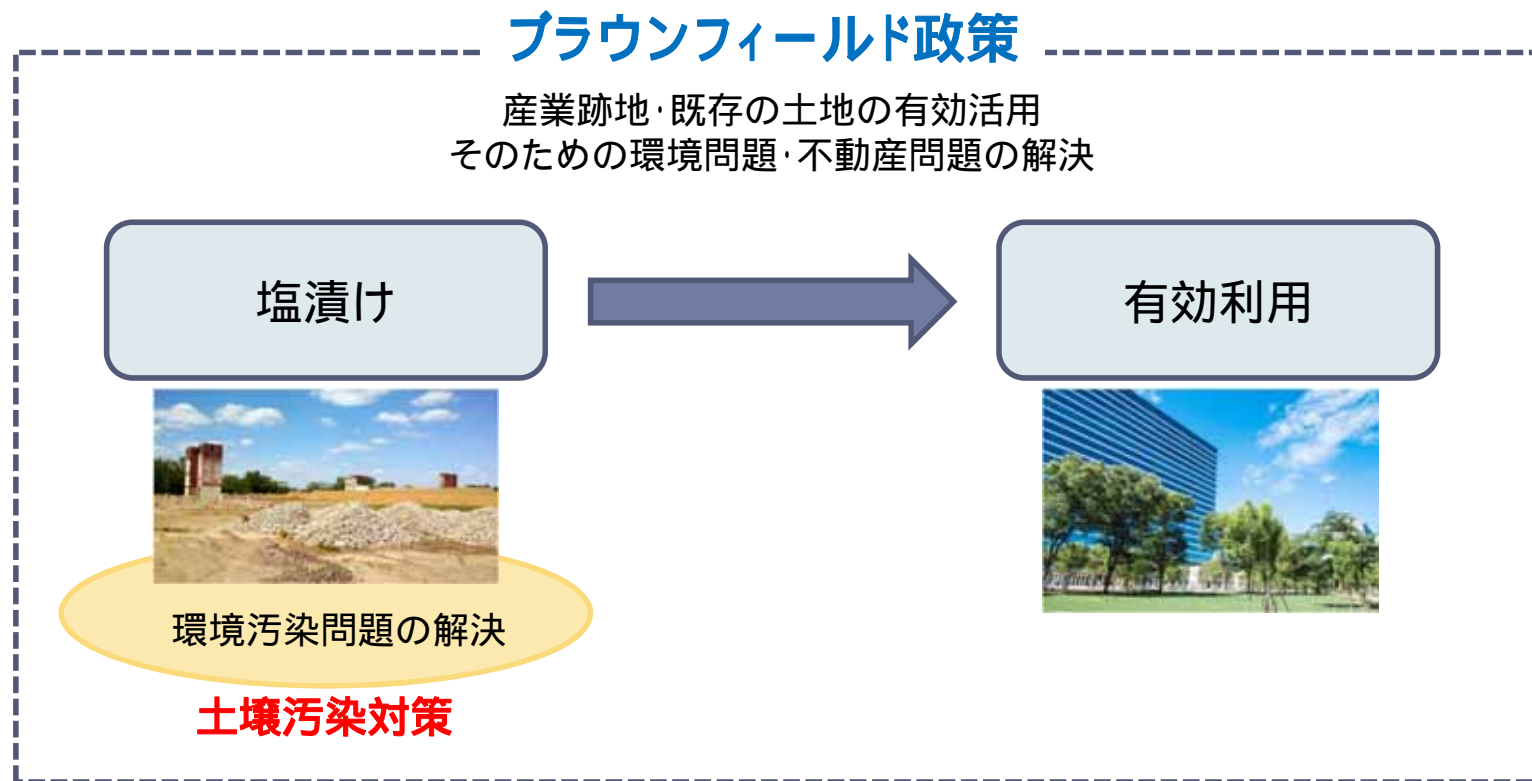 ブラウンフィールド政策
産業跡地･既存の土地の有効活用
そのための環境問題･不動産問題の解決
塩漬け
有効利用
環境汚染問題の解決
土壌汚染対策